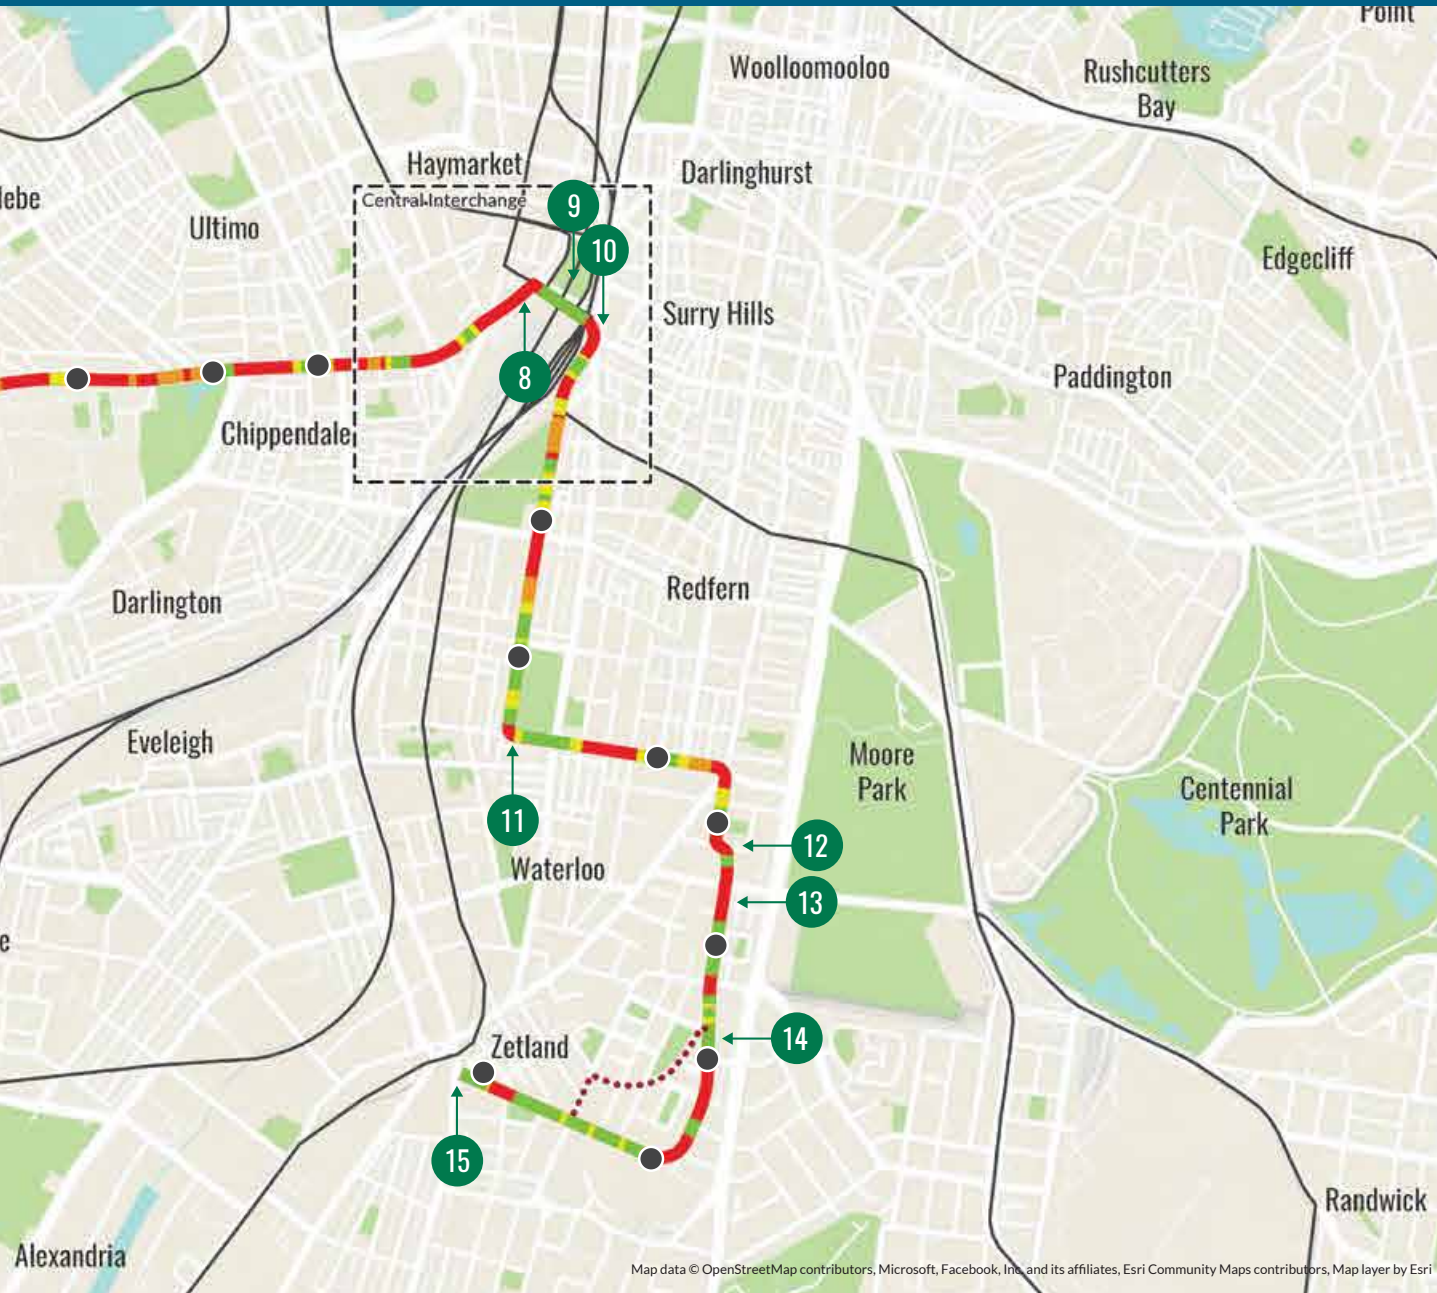 Point
Woolloomooloo
Rushcutters
Bay
Haymarket
Darlinghurst
lebe
Central Interchange
9
Ultimo
10
Edgecliff
Surry Hills
8
Paddington
Chippendale
Darlington
Redfern
Eveleigh
Moore
Park
Centennial
Park
11
12
Waterloo
13
e
14
Zetland
15
Randwick
Alexandria
Map data © OpenStreetMap contributors, Microsoft, Facebook, Inc. and its affiliates, Esri Community Maps contributors, Map layer by Esri